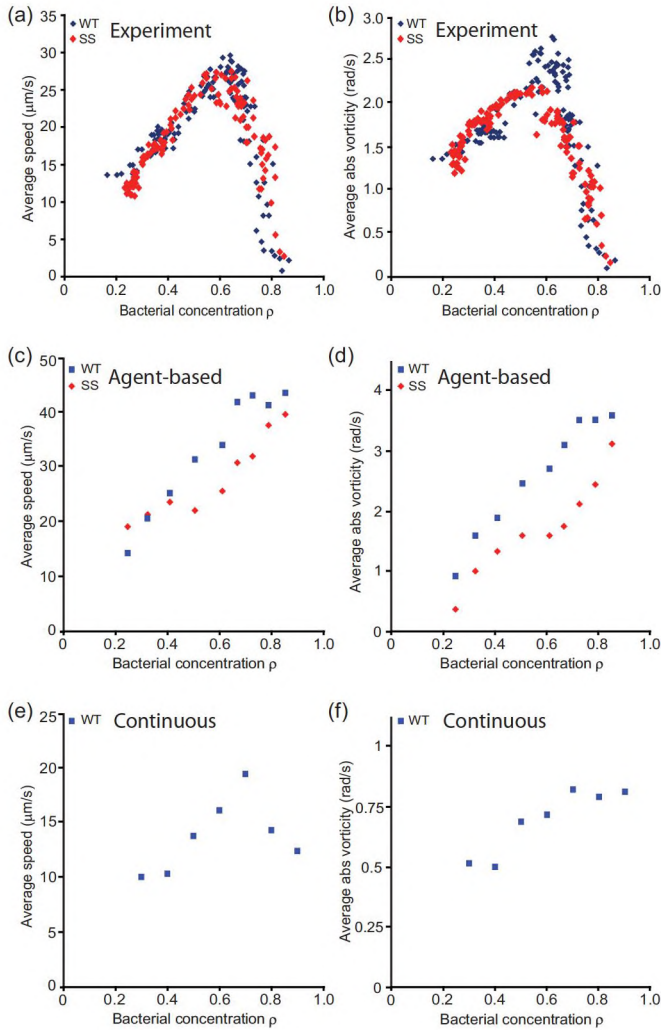 (a)
Experiment
WT
SS
Average speed (μm/s)
35
30
25
20
15
10
5
0
0
0.2
0.4
0.6
0.8
1.0
Bacterial concentration ρ
(b)
Experiment
WT
SS
Average abs vorticity (rad/s)
3.0
2.5
2.0
1.5
1.0
0.5
0
0
0.2
0.4
0.6
0.8
1.0
Bacterial concentration ρ
(c)
Agent-based
WT
SS
Average speed (μm/s)
50
40
30
20
10
0
0
0.2
0.4
0.6
0.8
1.0
Bacterial concentration ρ
(d)
Agent-based
WT
SS
Average abs vorticity (rad/s)
4
3
2
1
0
0
0.2
0.4
0.6
0.8
1.0
Bacterial concentration ρ
(e)
Continuous
WT
Average speed (μm/s)
25
20
15
10
5
0
0
0.2
0.4
0.6
0.8
1.0
Bacterial concentration ρ
(f)
Continuous
WT
Average abs vorticity (rad/s)
1
0.75
0.5
0.25
0
0
0.2
0.4
0.6
0.8
1.0
Bacterial concentration ρ